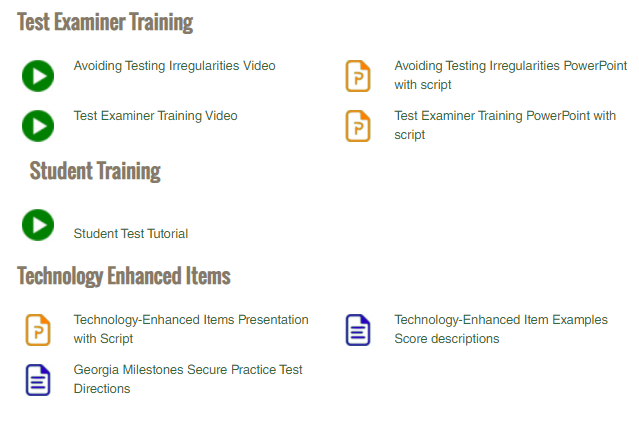 Test Examiner Training
Avoiding Testing Irregularities Video
Avoiding Testing Irregularities PowerPoint
with script
Test Examiner Training Video
Test Examiner Training PowerPoint with
script
Student Training
Student Test Tutorial
Technology Enhanced Items
Technology-Enhanced Items Presentation
with Script
Technology-Enhanced Item Examples
Score descriptions
Georgia Milestones Secure Practice Test
Directions